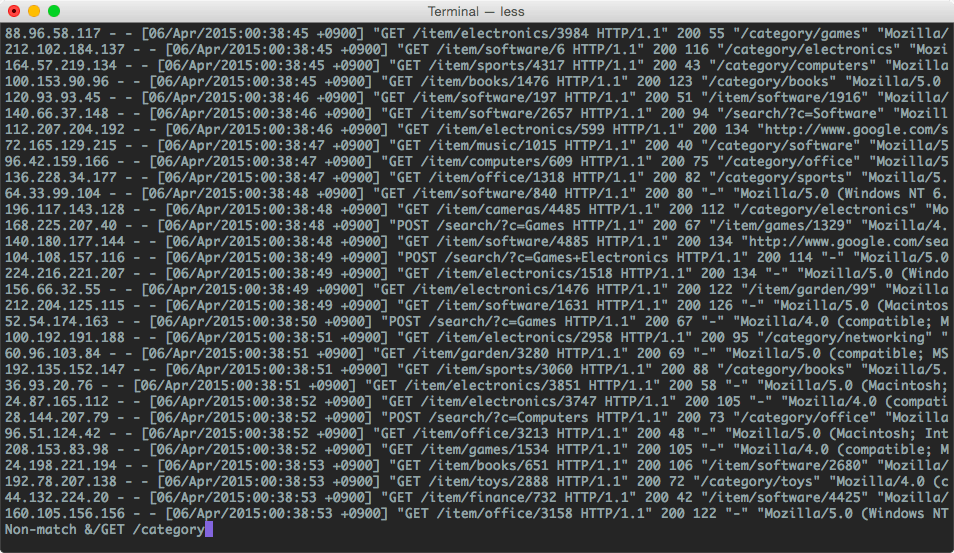 Terminal — less
88.96.58.117 - - [06/Apr/2015:00:38:45 +0900] "GET /item/electronics/3984 HTTP/1.1" 200 55 "/category/games" "Mozilla/
212.102.184.137 - - [06/Apr/2015:00:38:45 +0900] "GET /item/software/6 HTTP/1.1" 200 116 "/category/electronics" "Mozi
164.57.219.134 - - [06/Apr/2015:00:38:45 +0900] "GET /item/sports/4317 HTTP/1.1" 200 43 "/category/computers" "Mozilla
100.153.90.96 - - [06/Apr/2015:00:38:46 +0900] "GET /item/books/1476 HTTP/1.1" 200 123 "/category/books" "Mozilla/5.0
120.93.93.45 - - [06/Apr/2015:00:38:46 +0900] "GET /item/software/197 HTTP/1.1" 200 51 "/item/software/1916" "Mozilla/
140.66.37.148 - - [06/Apr/2015:00:38:46 +0900] "GET /item/software/2657 HTTP/1.1" 200 94 "/search/?c=Software" "Mozill
112.207.204.192 - - [06/Apr/2015:00:38:46 +0900] "GET /item/electronics/599 HTTP/1.1" 200 134 "http://www.google.com/s
72.165.129.215 - - [06/Apr/2015:00:38:47 +0900] "GET /item/music/1015 HTTP/1.1" 200 40 "/category/software" "Mozilla/5
96.42.159.166 - - [06/Apr/2015:00:38:47 +0900] "GET /item/computers/609 HTTP/1.1" 200 75 "/category/office" "Mozilla/5
136.228.34.177 - - [06/Apr/2015:00:38:47 +0900] "GET /item/office/1318 HTTP/1.1" 200 82 "/category/sports" "Mozilla/5.
64.33.99.104 - - [06/Apr/2015:00:38:48 +0900] "GET /item/software/840 HTTP/1.1" 200 80 "-" "Mozilla/5.0 (Windows NT 6.
196.117.143.128 - - [06/Apr/2015:00:38:48 +0900] "GET /item/cameras/4485 HTTP/1.1" 200 112 "/category/electronics" "Mo
168.225.207.40 - - [06/Apr/2015:00:38:48 +0900] "POST /search/?c=Games HTTP/1.1" 200 67 "/item/games/1329" "Mozilla/4.
140.180.177.144 - - [06/Apr/2015:00:38:48 +0900] "GET /item/software/4885 HTTP/1.1" 200 134 "http://www.google.com/sea
104.108.157.116 - - [06/Apr/2015:00:38:49 +0900] "POST /search/?c=Games+Electronics HTTP/1.1" 200 114 "-" "Mozilla/5.0
224.216.221.207 - - [06/Apr/2015:00:38:49 +0900] "GET /item/electronics/1518 HTTP/1.1" 200 134 "-" "Mozilla/5.0 (Windo
156.66.32.55 - - [06/Apr/2015:00:38:49 +0900] "GET /item/electronics/1476 HTTP/1.1" 200 122 "/item/garden/99" "Mozilla
212.204.125.115 - - [06/Apr/2015:00:38:49 +0900] "GET /item/software/1631 HTTP/1.1" 200 126 "-" "Mozilla/5.0 (Macintos
52.54.174.163 - - [06/Apr/2015:00:38:50 +0900] "POST /search/?c=Games HTTP/1.1" 200 67 "-" "Mozilla/4.0 (compatible; M
100.192.191.188 - - [06/Apr/2015:00:38:51 +0900] "GET /item/electronics/2958 HTTP/1.1" 200 95 "/category/networking" "
60.96.103.84 - - [06/Apr/2015:00:38:51 +0900] "GET /item/garden/3280 HTTP/1.1" 200 69 "-" "Mozilla/5.0 (compatible; MS
192.135.152.147 - - [06/Apr/2015:00:38:51 +0900] "GET /item/sports/3060 HTTP/1.1" 200 88 "/category/books" "Mozilla/5.
36.93.20.76 - - [06/Apr/2015:00:38:51 +0900] "GET /item/electronics/3851 HTTP/1.1" 200 58 "-" "Mozilla/5.0 (Macintosh;
24.87.165.112 - - [06/Apr/2015:00:38:52 +0900] "GET /item/electronics/3747 HTTP/1.1" 200 105 "-" "Mozilla/4.0 (compati
28.144.207.79 - - [06/Apr/2015:00:38:52 +0900] "POST /search/?c=Computers HTTP/1.1" 200 73 "/category/office" "Mozilla
96.51.124.42 - - [06/Apr/2015:00:38:52 +0900] "GET /item/office/3213 HTTP/1.1" 200 48 "-" "Mozilla/5.0 (Macintosh; Int
208.153.83.98 - - [06/Apr/2015:00:38:52 +0900] "GET /item/games/1534 HTTP/1.1" 200 105 "-" "Mozilla/4.0 (compatible; M
24.198.221.194 - - [06/Apr/2015:00:38:53 +0900] "GET /item/books/651 HTTP/1.1" 200 106 "/item/software/2680" "Mozilla/
192.78.207.138 - - [06/Apr/2015:00:38:53 +0900] "GET /item/toys/2888 HTTP/1.1" 200 72 "/category/toys" "Mozilla/4.0 (c
44.132.224.20 - - [06/Apr/2015:00:38:53 +0900] "GET /item/finance/732 HTTP/1.1" 200 42 "/item/software/4425" "Mozilla/
160.105.156.156 - - [06/Apr/2015:00:38:53 +0900] "GET /item/office/3158 HTTP/1.1" 200 122 "-" "Mozilla/5.0 (Windows NT
Non-match &/GET /category